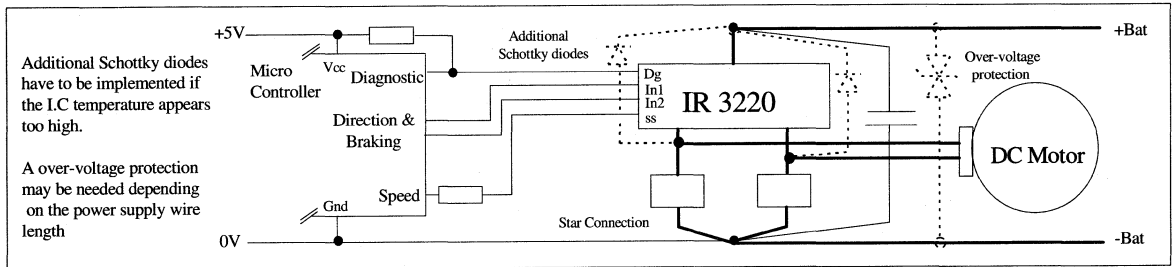 Additional Schottky diodes
have to be implemented if
the I.C temperature appears
too high.
A over-voltage protection
may be needed depending
on the power supply wire
length
+5V
0V
Micro
Controller
Vcc
Diagnostic
Direction &
Braking
Speed
Gnd
Additional
Schottky diodes
Dg
In1
In2
ss
IR 3220
Star Connection
+Bat
Over-voltage
protection
DC Motor
-Bat